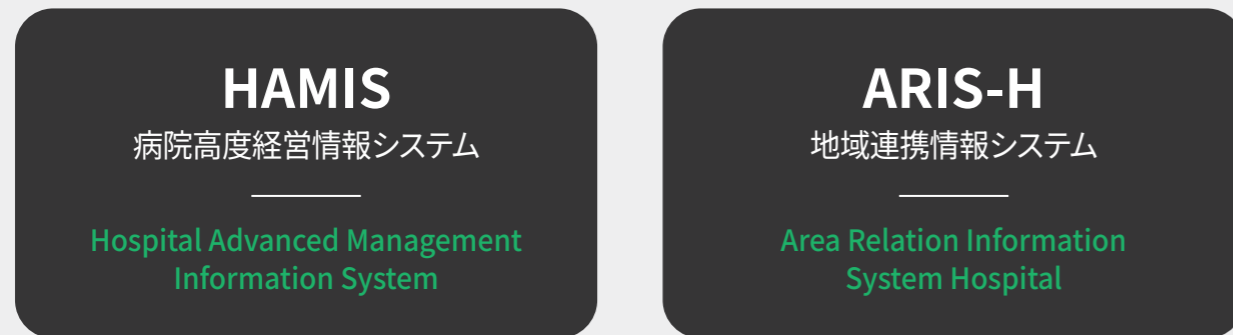 HAMIS
病院高度経営情報システム
Hospital Advanced Management
Information System
ARIS-H
地域連携情報システム
Area Relation Information
System Hospital